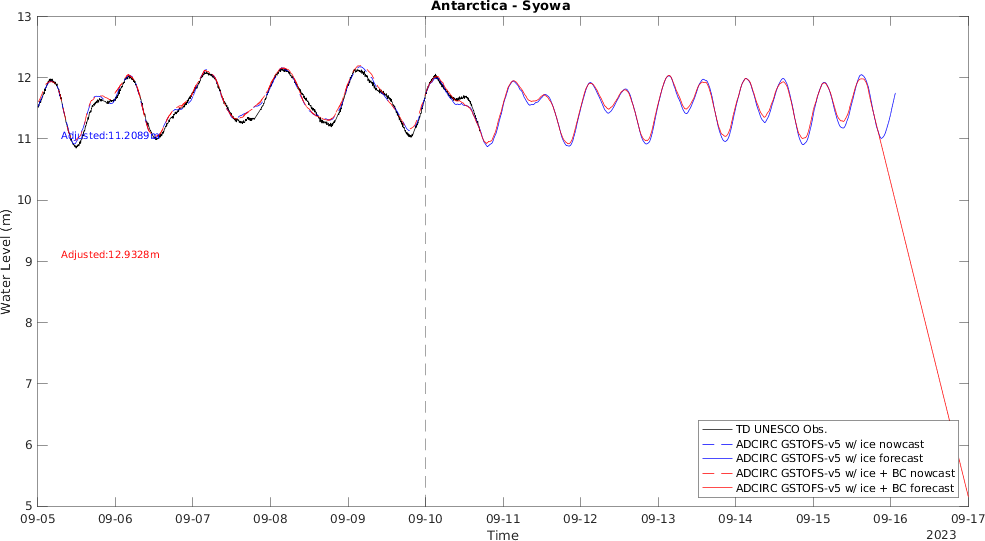 Antarctica - Syowa
13
12
11
10
9
8
7
6
5
Water Level (m)
Adjusted:11.2089m
Adjusted:12.9328m
TD UNESCO Obs.
ADCIRC GSTOFS-v5 w/ ice nowcast
ADCIRC GSTOFS-v5 w/ ice forecast
ADCIRC GSTOFS-v5 w/ ice + BC nowcast
ADCIRC GSTOFS-v5 w/ ice + BC forecast
09-05 09-06 09-07 09-08 09-09 09-10 09-11 09-12 09-13 09-14 09-15 09-16 09-17
Time
2023